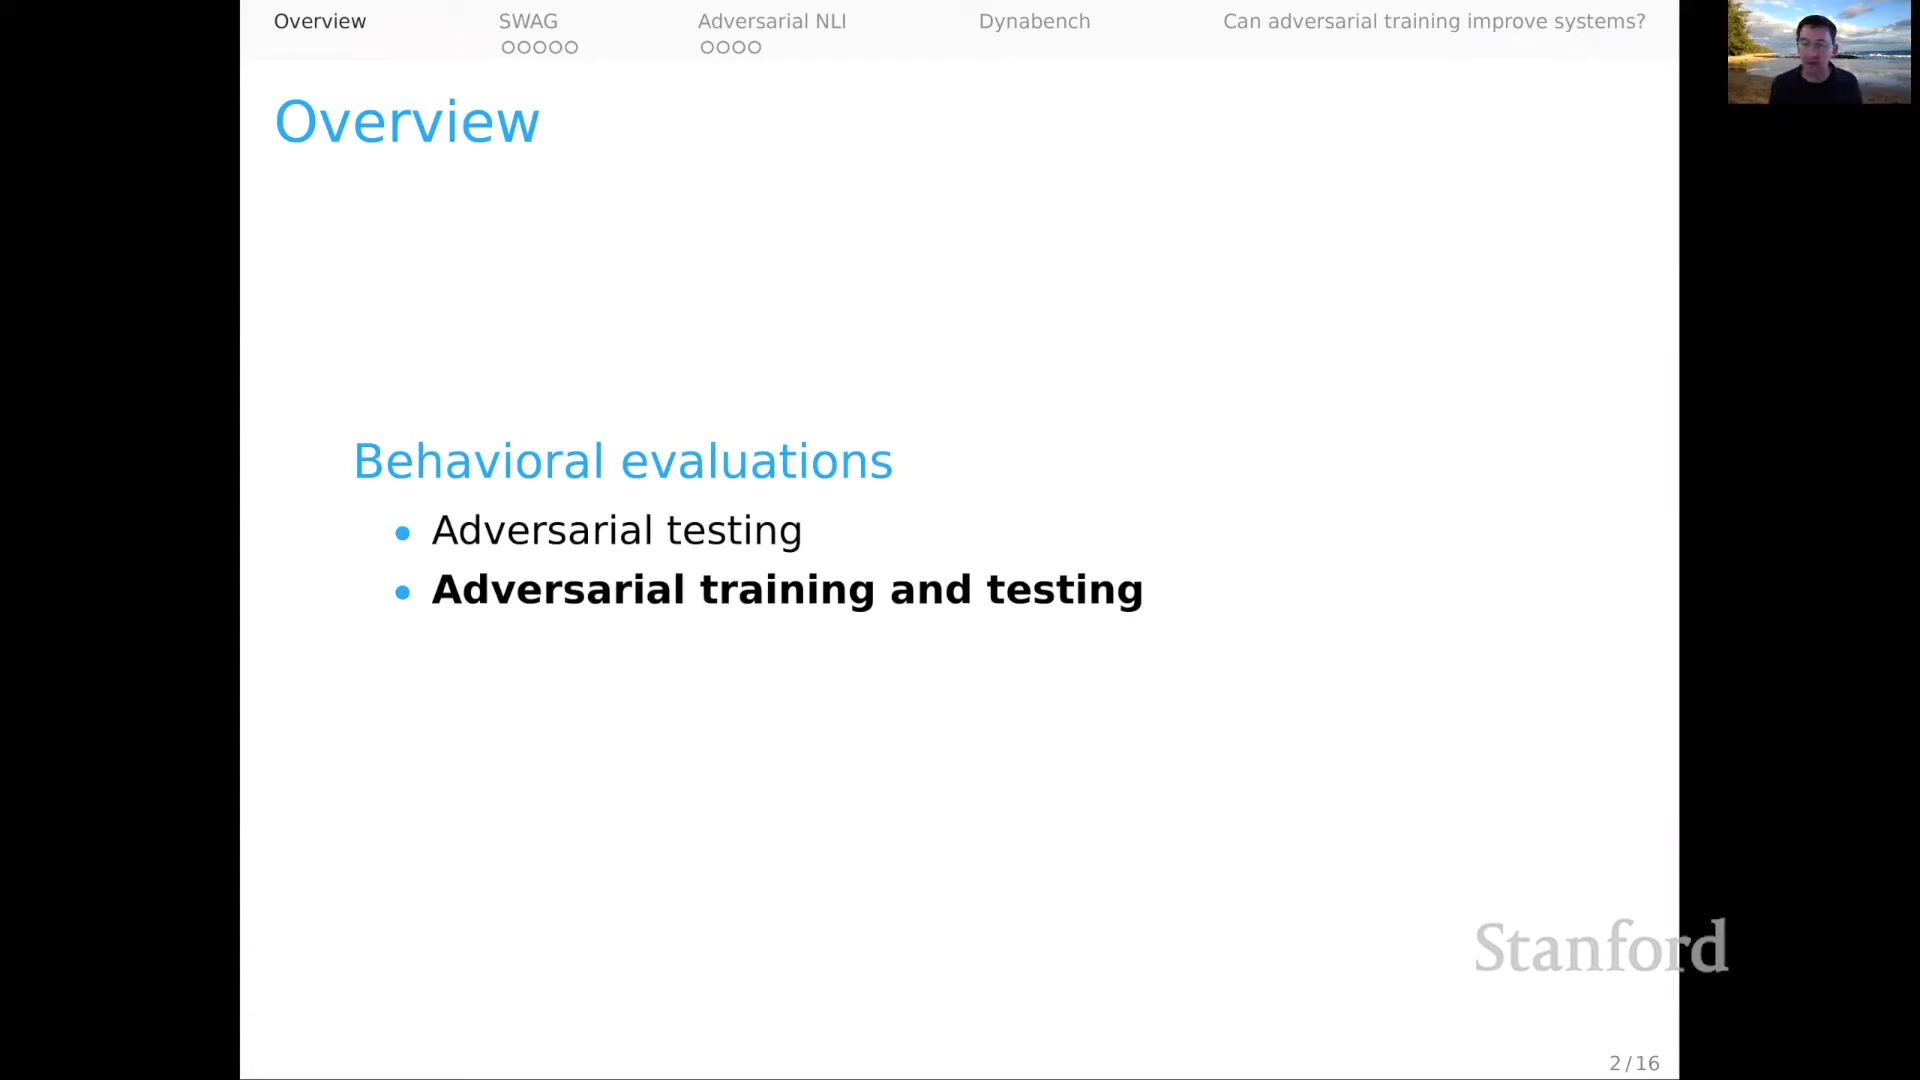 Overview SWAG Adversarial NLI Dynabench Can adversarial training improve systems?
Overview
Behavioral evaluations
• Adversarial testing
• Adversarial training and testing
Stanford
2 / 16